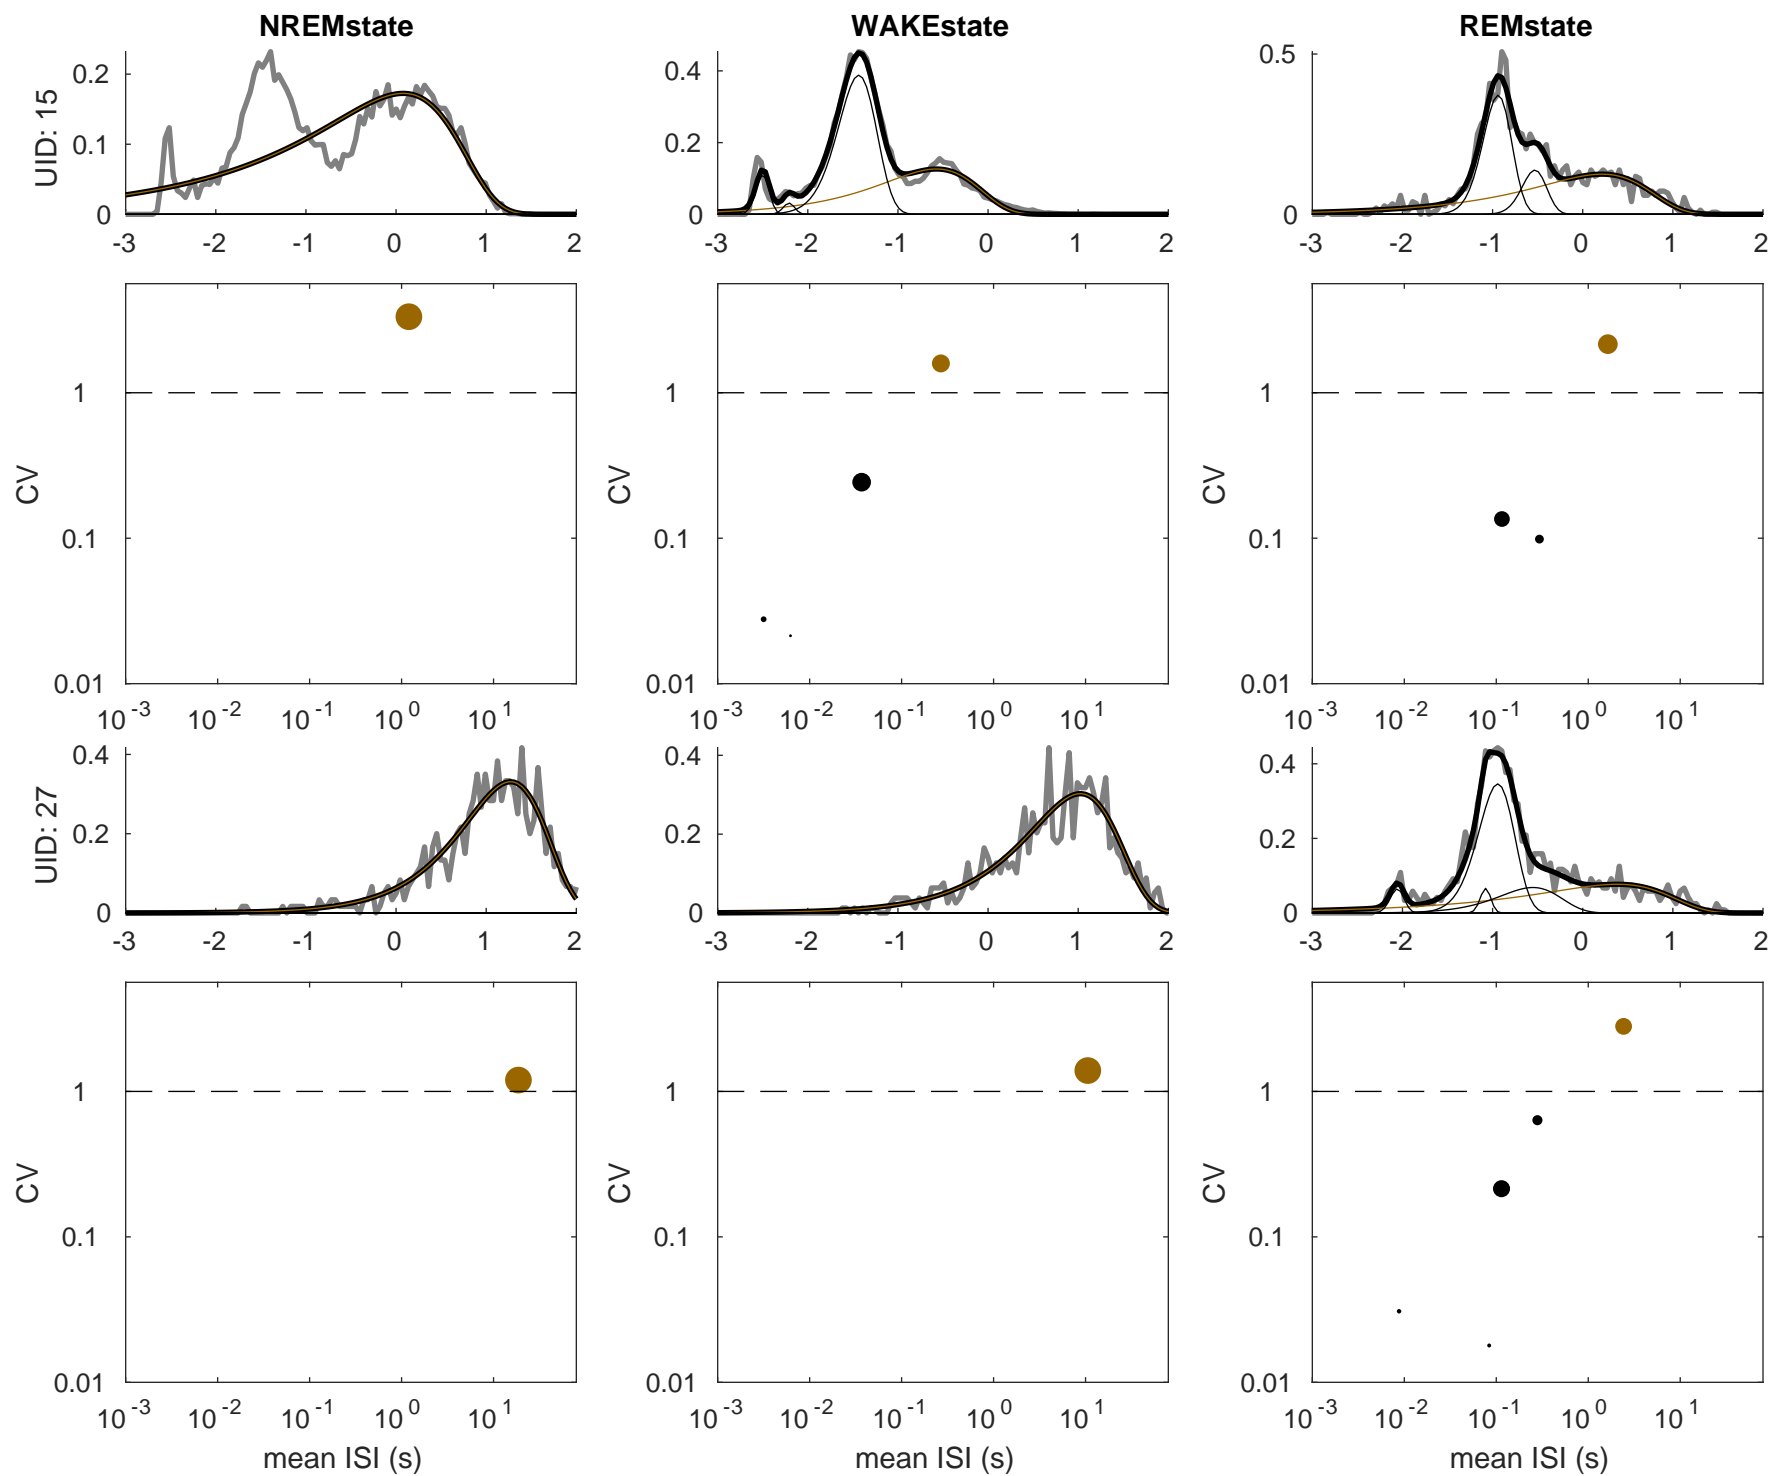 NREMstate WAKEstate REMstate
UID: 15
0.2 0.1 0
0.4 0.2 0
0.5 0
-3 -2 -1 0 1 2 -3 -2 -1 0 1 2 -3 -2 -1 0 1 2
CV 1 0.1 0.01
CV 1 0.1 0.01
CV 1 0.1 0.01
10^-3 10^-2 10^-1 10^0 10^1 10^-3 10^-2 10^-1 10^0 10^1 10^-3 10^-2 10^-1 10^0 10^1
UID: 27
0.4 0.2 0
0.4 0.2 0
0.4 0.2 0
-3 -2 -1 0 1 2 -3 -2 -1 0 1 2 -3 -2 -1 0 1 2
CV 1 0.1 0.01
CV 1 0.1 0.01
CV 1 0.1 0.01
10^-3 10^-2 10^-1 10^0 10^1 10^-3 10^-2 10^-1 10^0 10^1 10^-3 10^-2 10^-1 10^0 10^1
mean ISI (s) mean ISI (s) mean ISI (s)